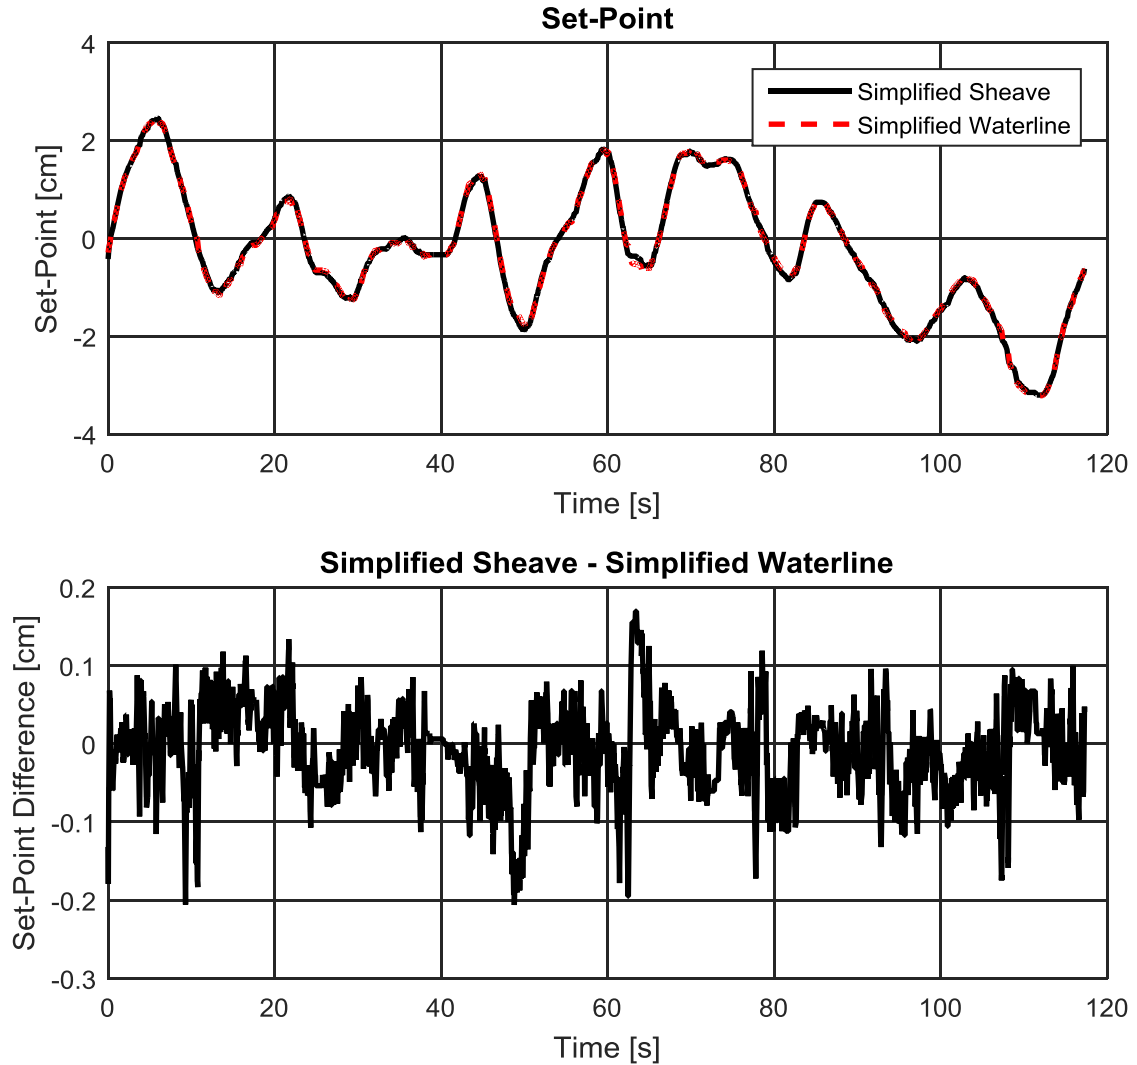 Set-Point
4
2
0
-2
-4
Set-Point [cm]
Simplified Sheave
Simplified Waterline
0 20 40 60 80 100 120
Time [s]
Simplified Sheave - Simplified Waterline
0.2
0.1
0
-0.1
-0.2
-0.3
Set-Point Difference [cm]
0 20 40 60 80 100 120
Time [s]